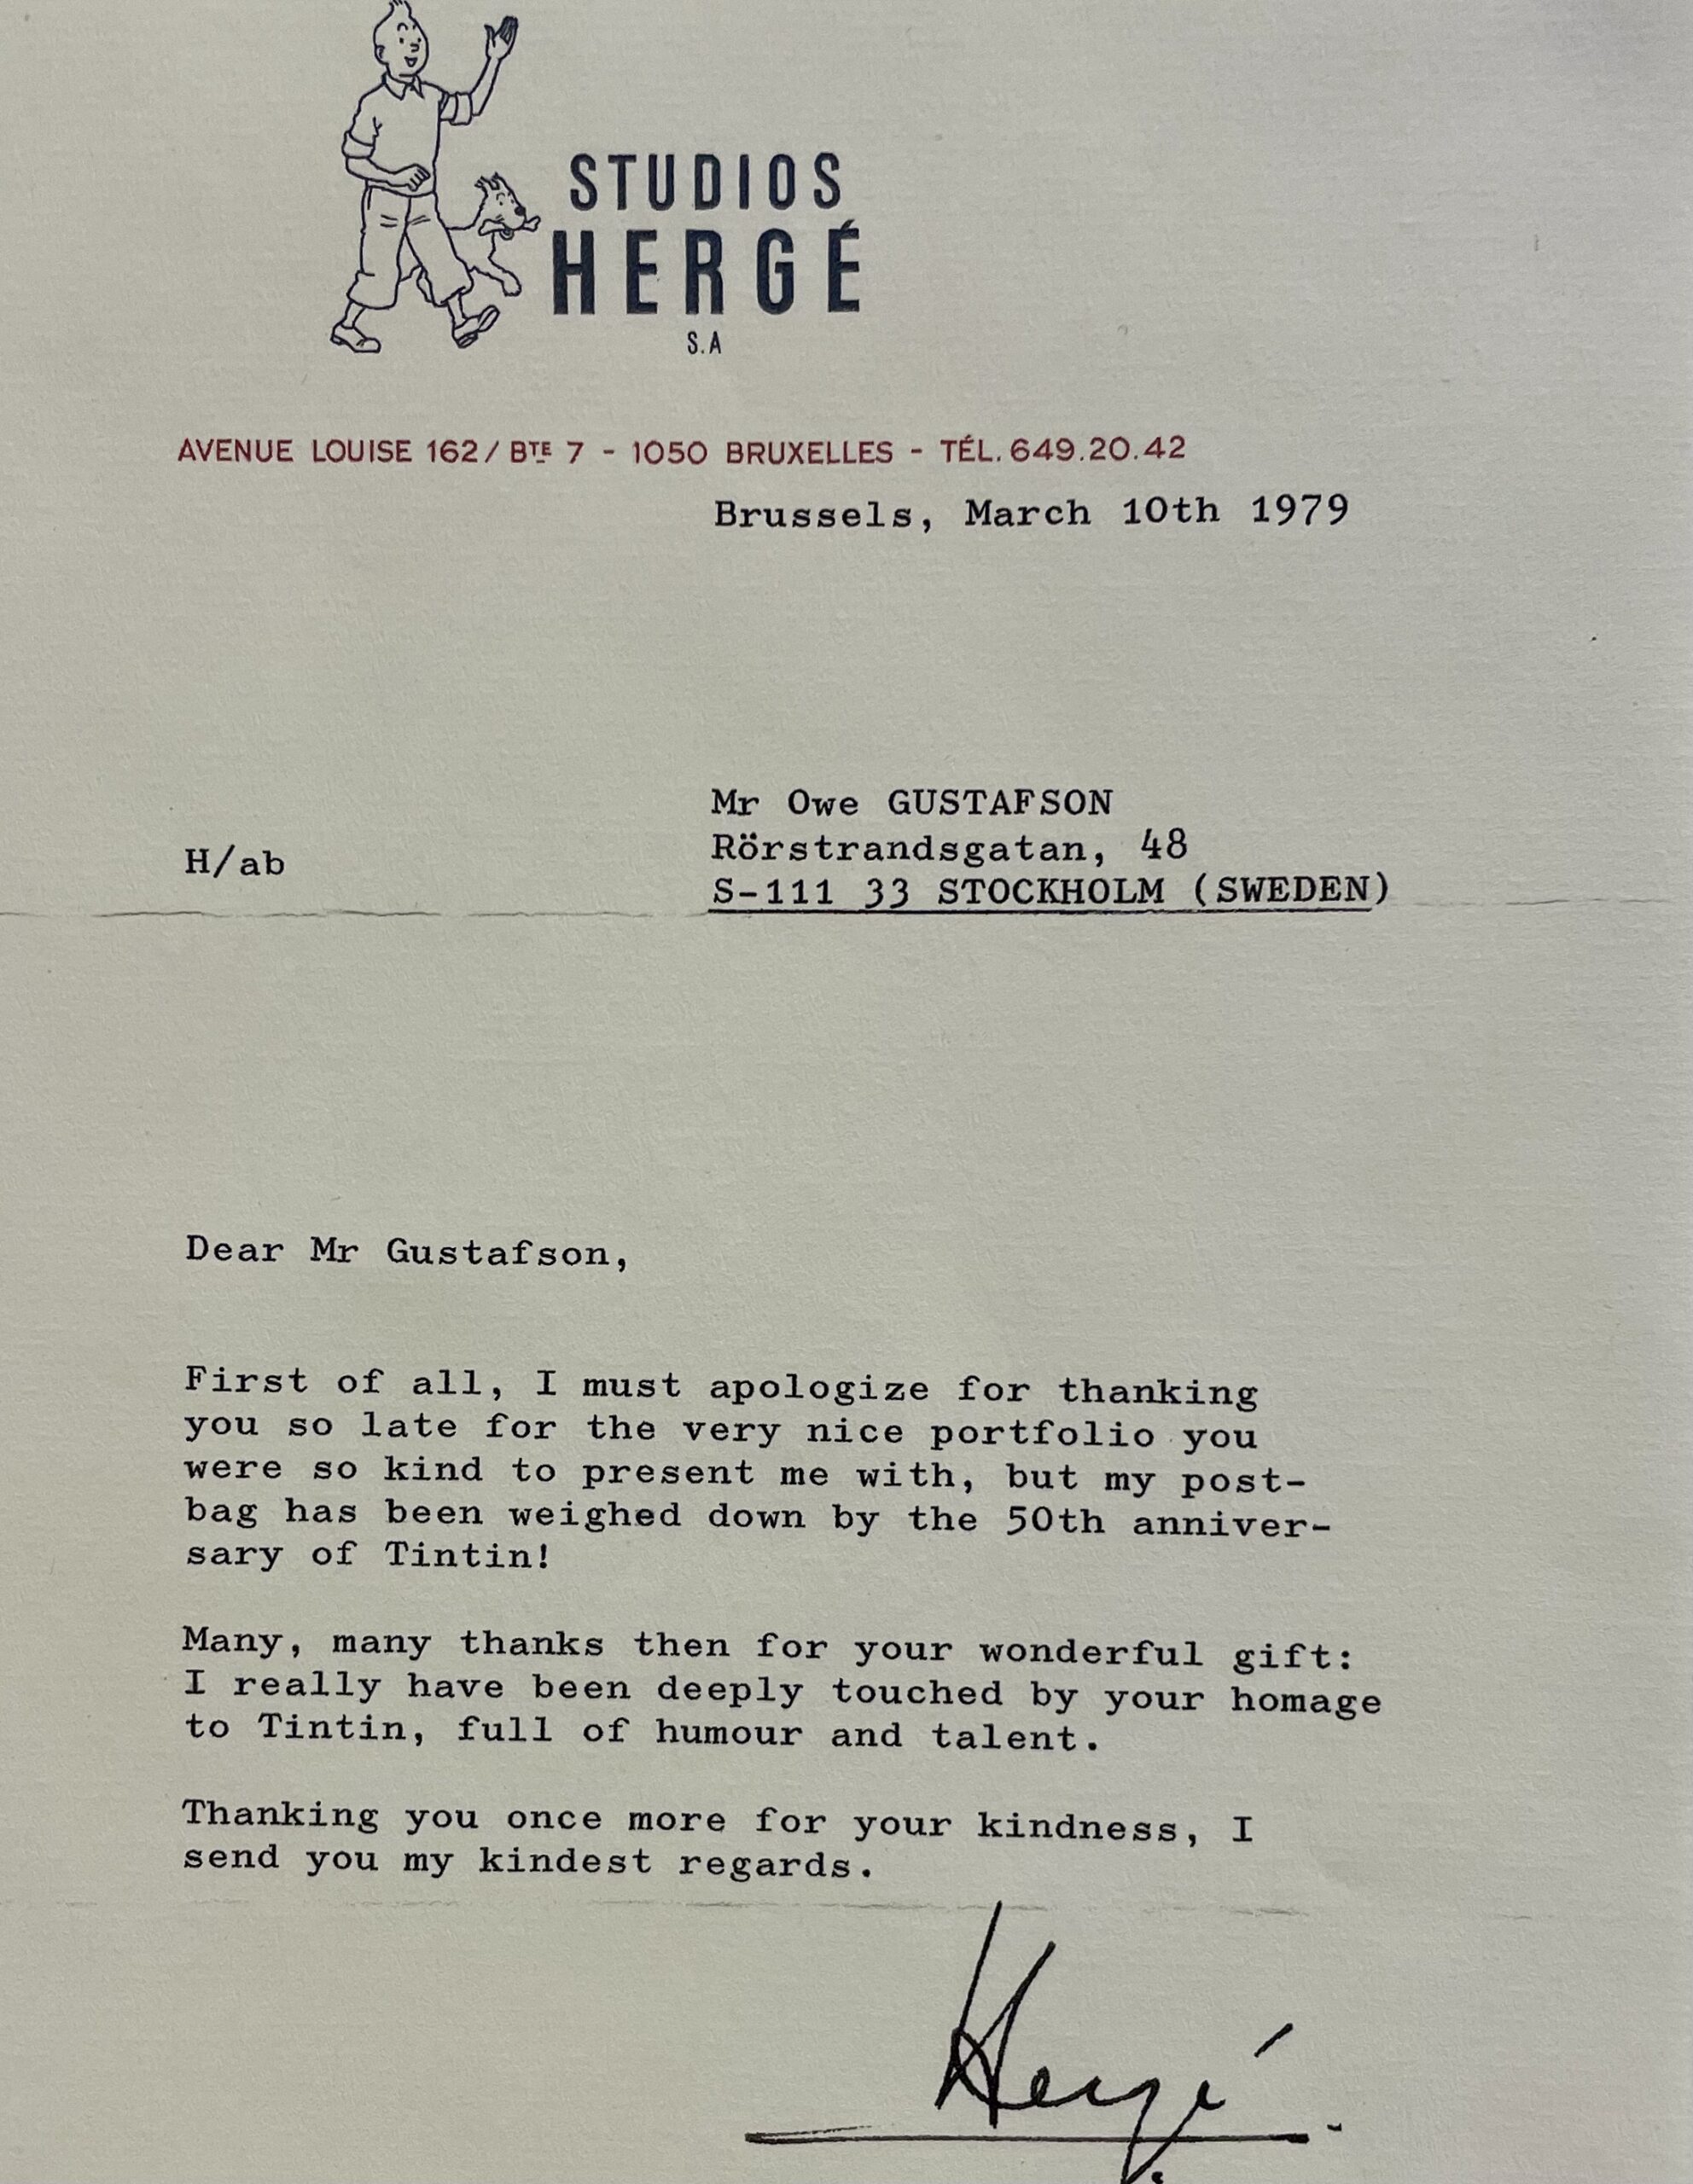 STUDIOS
HERGÉ
S.A
AVENUE LOUISE 162/ BTE 7 - 1050 BRUXELLES - TÉL. 649.20.42
Brussels, March 10th 1979
Mr Owe GUSTAFSON
Rörstrandsgatan, 48
H/ab
S-111 33 STOCKHOLM (SWEDEN)
Dear Mr Gustafson,
First of all, I must apologize for thanking
you so late for the very nice portfolio you
were so kind to present me with, but my post-
bag has been weighed down by the 50th anniver-
sary of Tintin!
Many, many thanks then for your wonderful gift:
I really have been deeply touched by your homage
to Tintin, full of humour and talent.
Thanking you once more for your kindness, I
send you my kindest regards.
Hergé